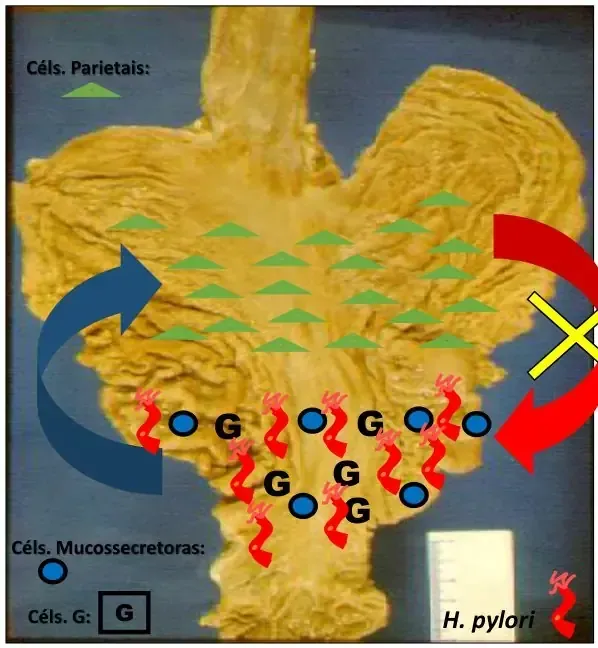 Céls. Parietais:
G
G
G
G
G
Céls. Mucossecretoras:
Céls. G: G
H. pylori